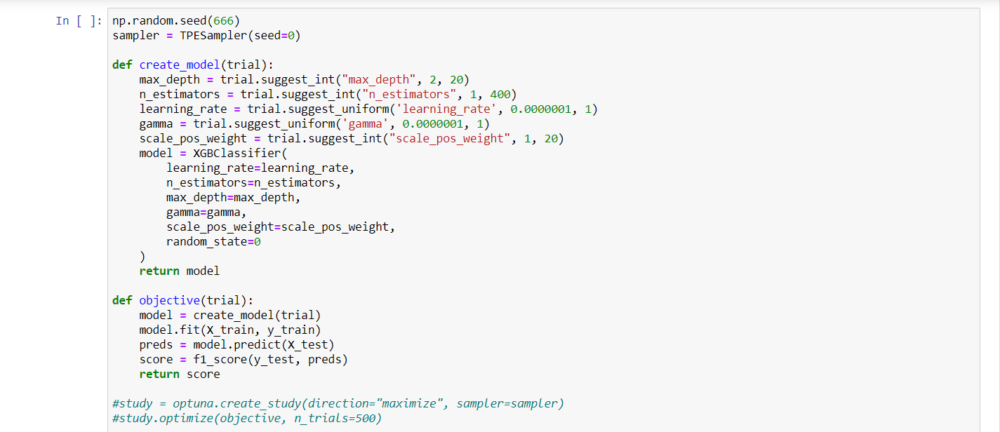 In [ ]: np.random.seed(666)
sampler = TPESampler(seed=0)

def create_model(trial):
    max_depth = trial.suggest_int("max_depth", 2, 20)
    n_estimators = trial.suggest_int("n_estimators", 1, 400)
    learning_rate = trial.suggest_uniform('learning_rate', 0.0000001, 1)
    gamma = trial.suggest_uniform('gamma', 0.0000001, 1)
    scale_pos_weight = trial.suggest_int("scale_pos_weight", 1, 20)
    model = XGBClassifier(
        learning_rate=learning_rate,
        n_estimators=n_estimators,
        max_depth=max_depth,
        gamma=gamma,
        scale_pos_weight=scale_pos_weight,
        random_state=0
    )
    return model

def objective(trial):
    model = create_model(trial)
    model.fit(X_train, y_train)
    preds = model.predict(X_test)
    score = f1_score(y_test, preds)
    return score

#study = optuna.create_study(direction="maximize", sampler=sampler)
#study.optimize(objective, n_trials=500)